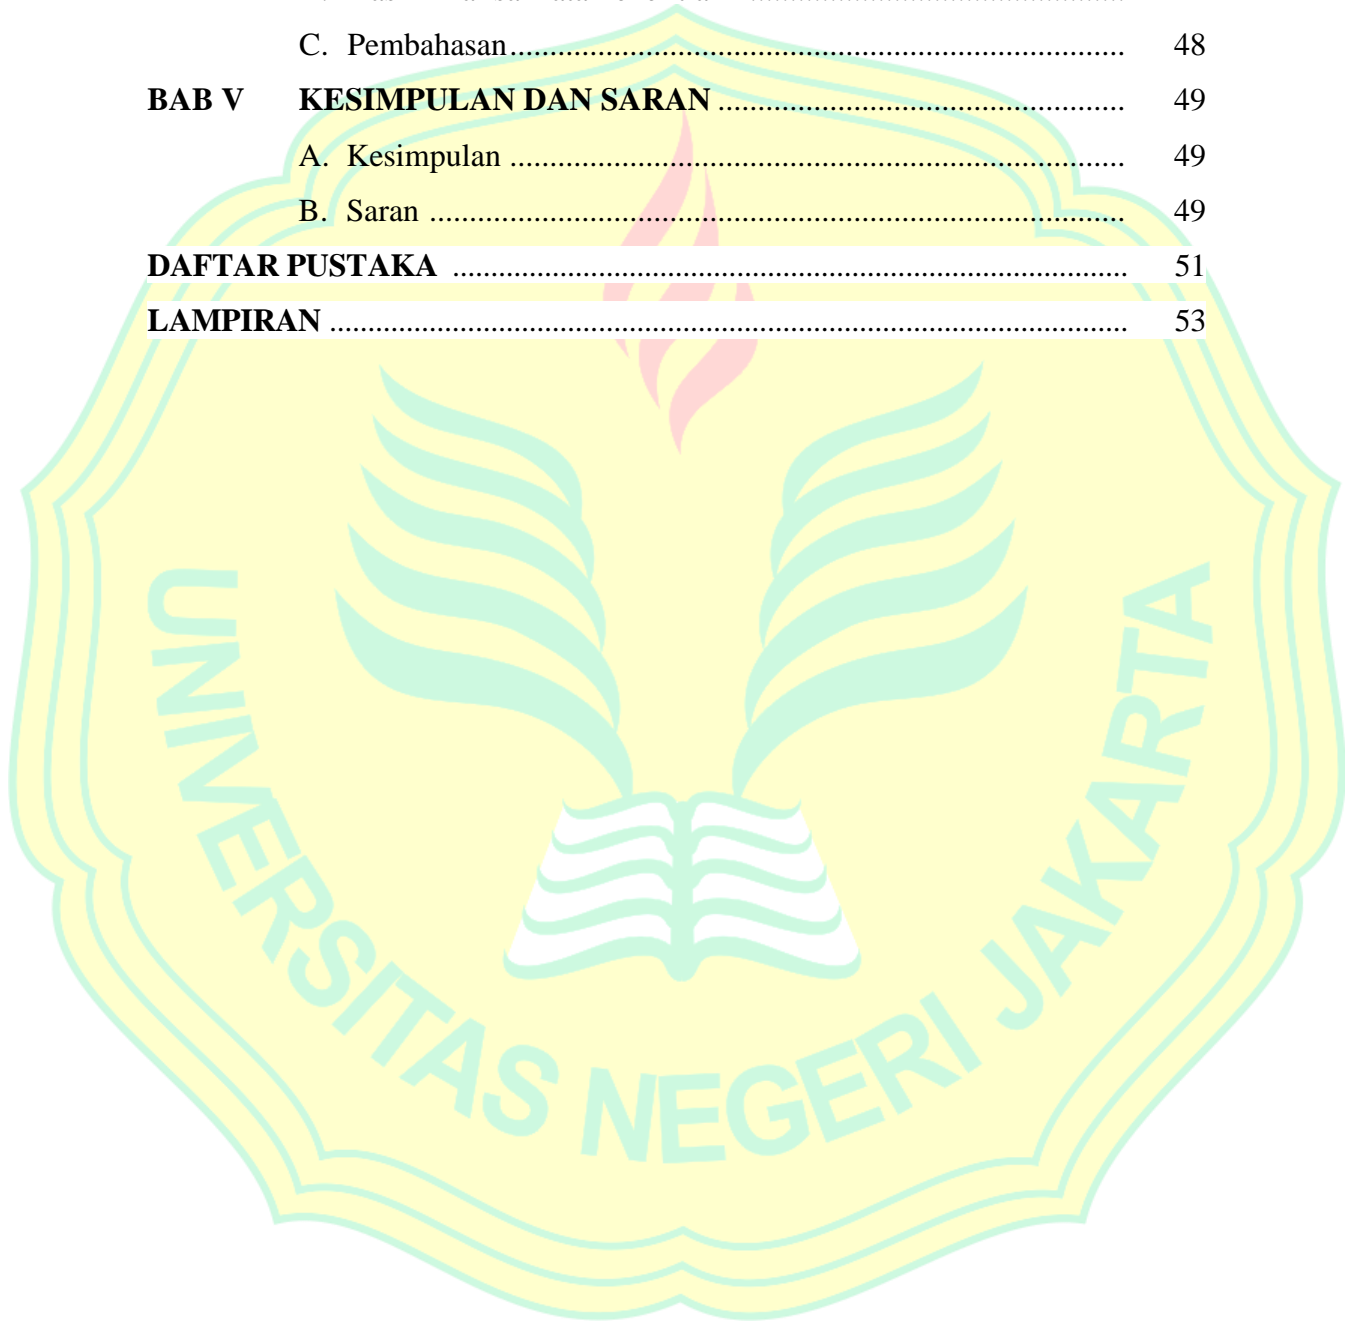 C. Pembahasan............................................................................. 48
BAB V KESIMPULAN DAN SARAN................................................... 49
A. Kesimpulan............................................................................. 49
B. Saran....................................................................................... 49
DAFTAR PUSTAKA........................................................................................ 51
LAMPIRAN........................................................................................................ 53
UNIVERSITAS NEGERI JAKARTA